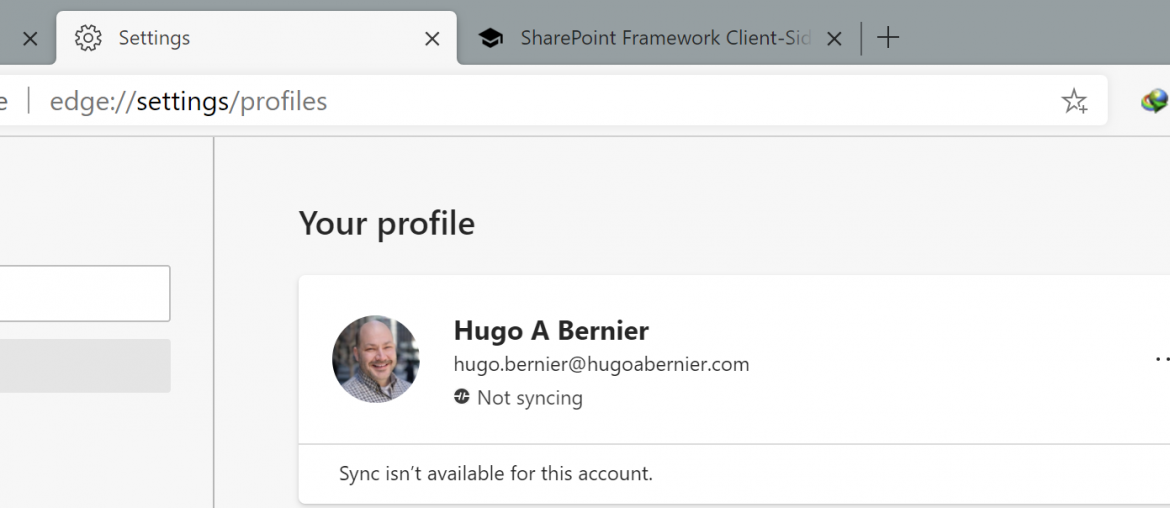 Settings
SharePoint Framework Client-Sid
e
edge://settings/profiles
Your profile
Hugo A Bernier
hugo.bernier@hugoabernier.com
Not syncing
Sync isn’t available for this account.